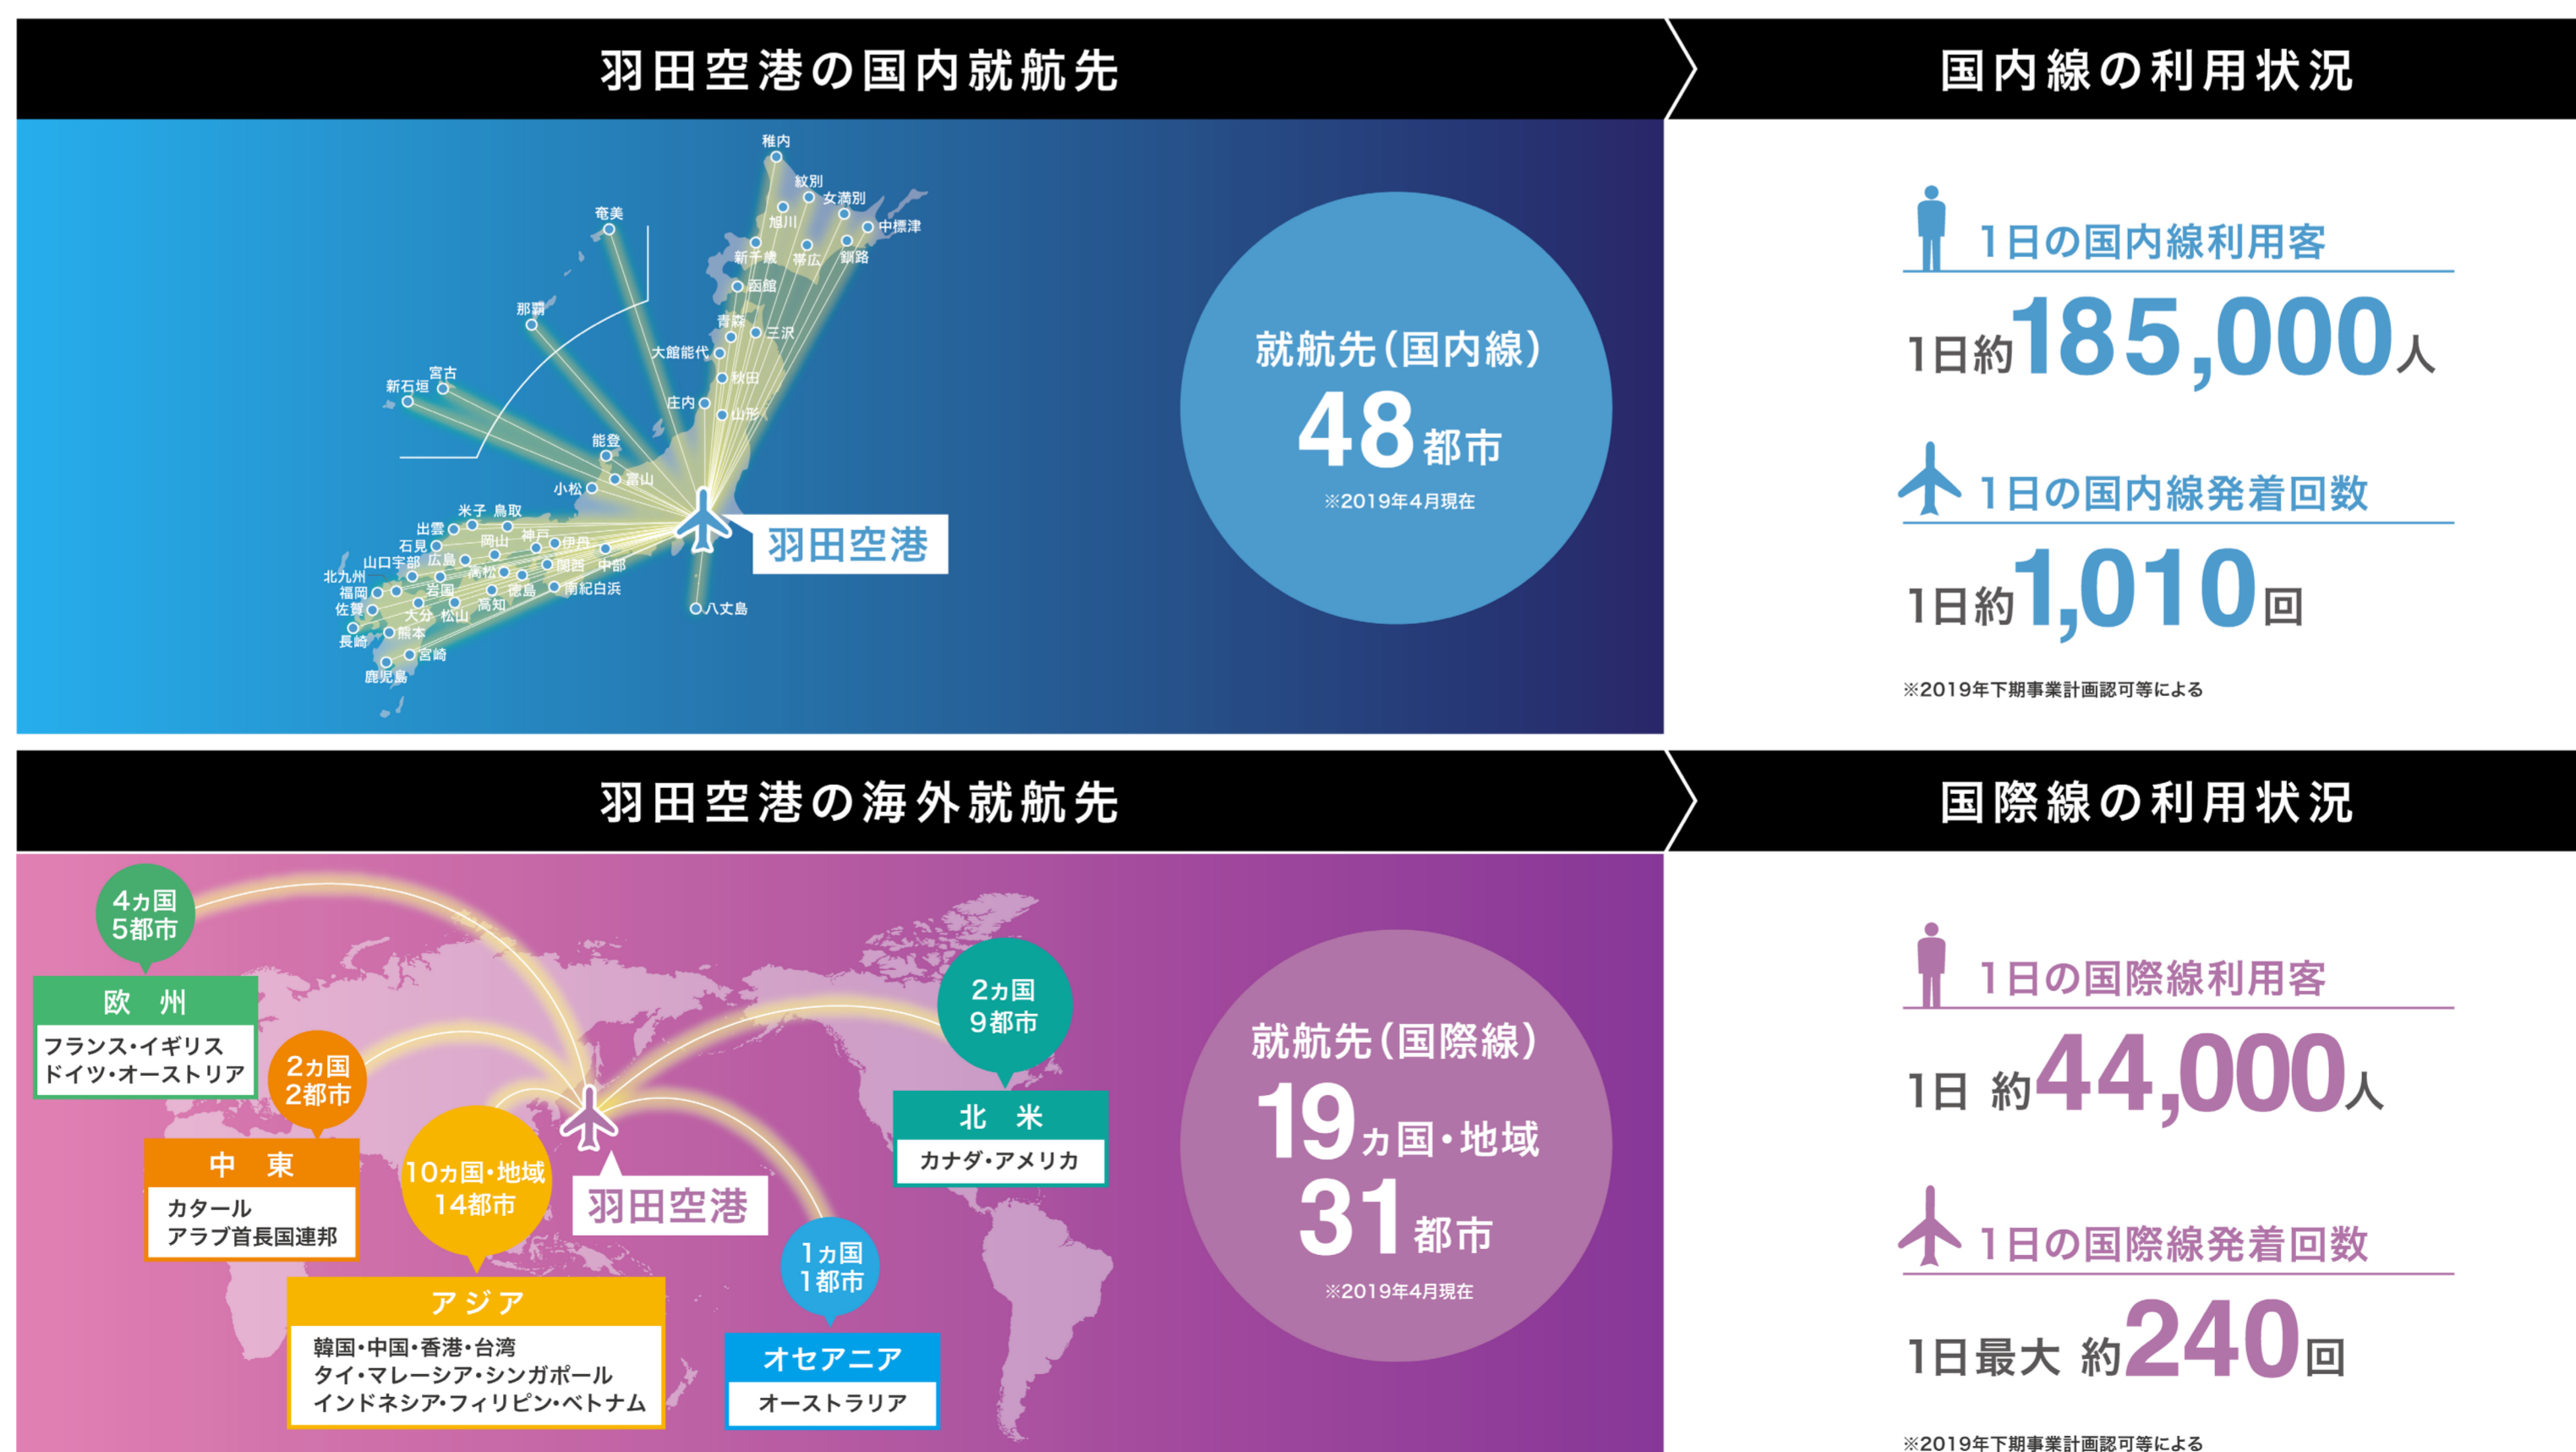 羽田空港の国内就航先
国内線の利用状況
稚内
紋別
女満別
旭川
中標津
新千歳
帯広
釧路
函館
奄美
那覇
宮古
新石垣
青森
三沢
大館能代
秋田
庄内
山形
能登
富山
小松
米子
鳥取
出雲
石見
岡山
神戸
伊丹
山口宇部
広島
高松
関西
中部
北九州
福岡
岩国
徳島
南紀白浜
佐賀
大分
松山
高知
長崎
熊本
宮崎
鹿児島
八丈島
羽田空港
就航先(国内線)
48都市
※2019年4月現在
1日の国内線利用客
1日約185,000人
1日の国内線発着回数
1日約1,010回
※2019年下期事業計画認可等による
羽田空港の海外就航先
国際線の利用状況
4ヵ国
5都市
欧 州
フランス・イギリス
ドイツ・オーストリア
2ヵ国
2都市
中 東
カタール
アラブ首長国連邦
10ヵ国・地域
14都市
アジア
韓国・中国・香港・台湾
タイ・マレーシア・シンガポール
インドネシア・フィリピン・ベトナム
羽田空港
2ヵ国
9都市
北 米
カナダ・アメリカ
1ヵ国
1都市
オセアニア
オーストラリア
就航先(国際線)
19ヵ国・地域
31都市
※2019年4月現在
1日の国際線利用客
1日 約44,000人
1日の国際線発着回数
1日最大 約240回
※2019年下期事業計画認可等による